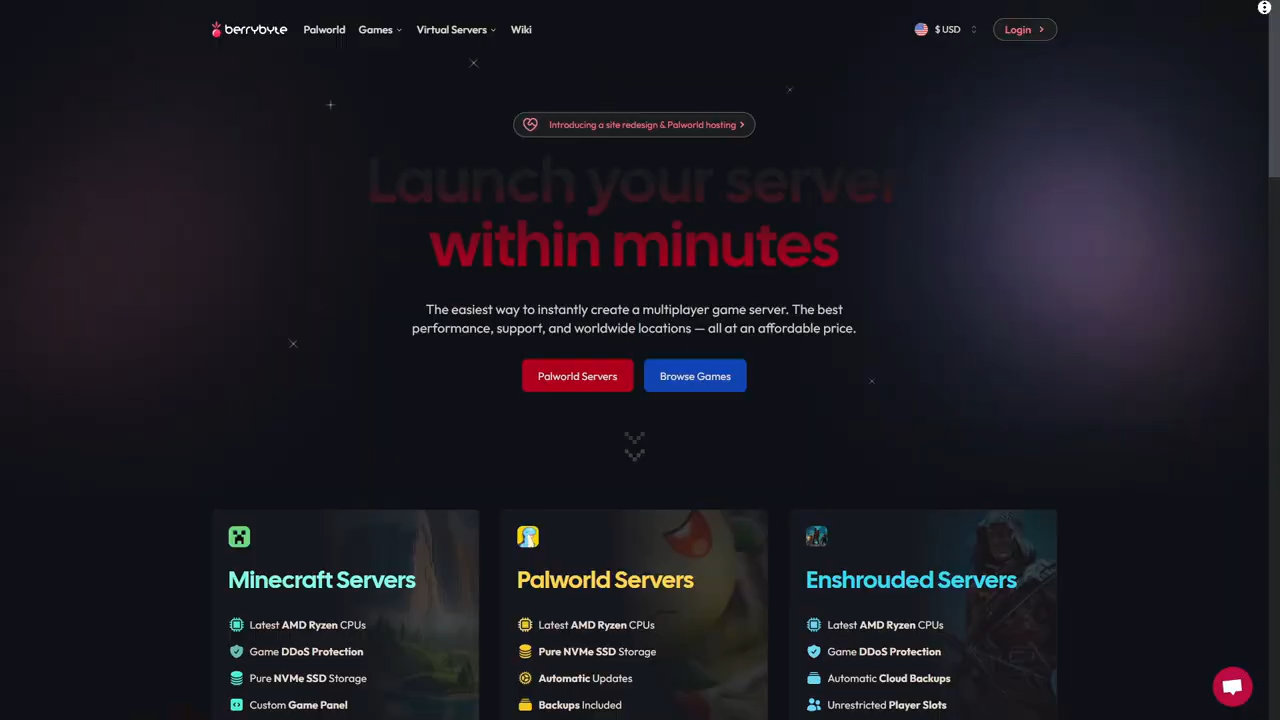 berrybyte Palworld Games Virtual Servers Wiki $ USD Login
Introducing a site redesign & Palworld hosting
Launch your server
within minutes
The easiest way to instantly create a multiplayer game server. The best
performance, support, and worldwide locations — all at an affordable price.
Palworld Servers Browse Games
Minecraft Servers
Latest AMD Ryzen CPUs
Game DDoS Protection
Pure NVMe SSD Storage
Custom Game Panel
Palworld Servers
Latest AMD Ryzen CPUs
Pure NVMe SSD Storage
Automatic Updates
Backups Included
Enshrouded Servers
Latest AMD Ryzen CPUs
Game DDoS Protection
Automatic Cloud Backups
Unrestricted Player Slots